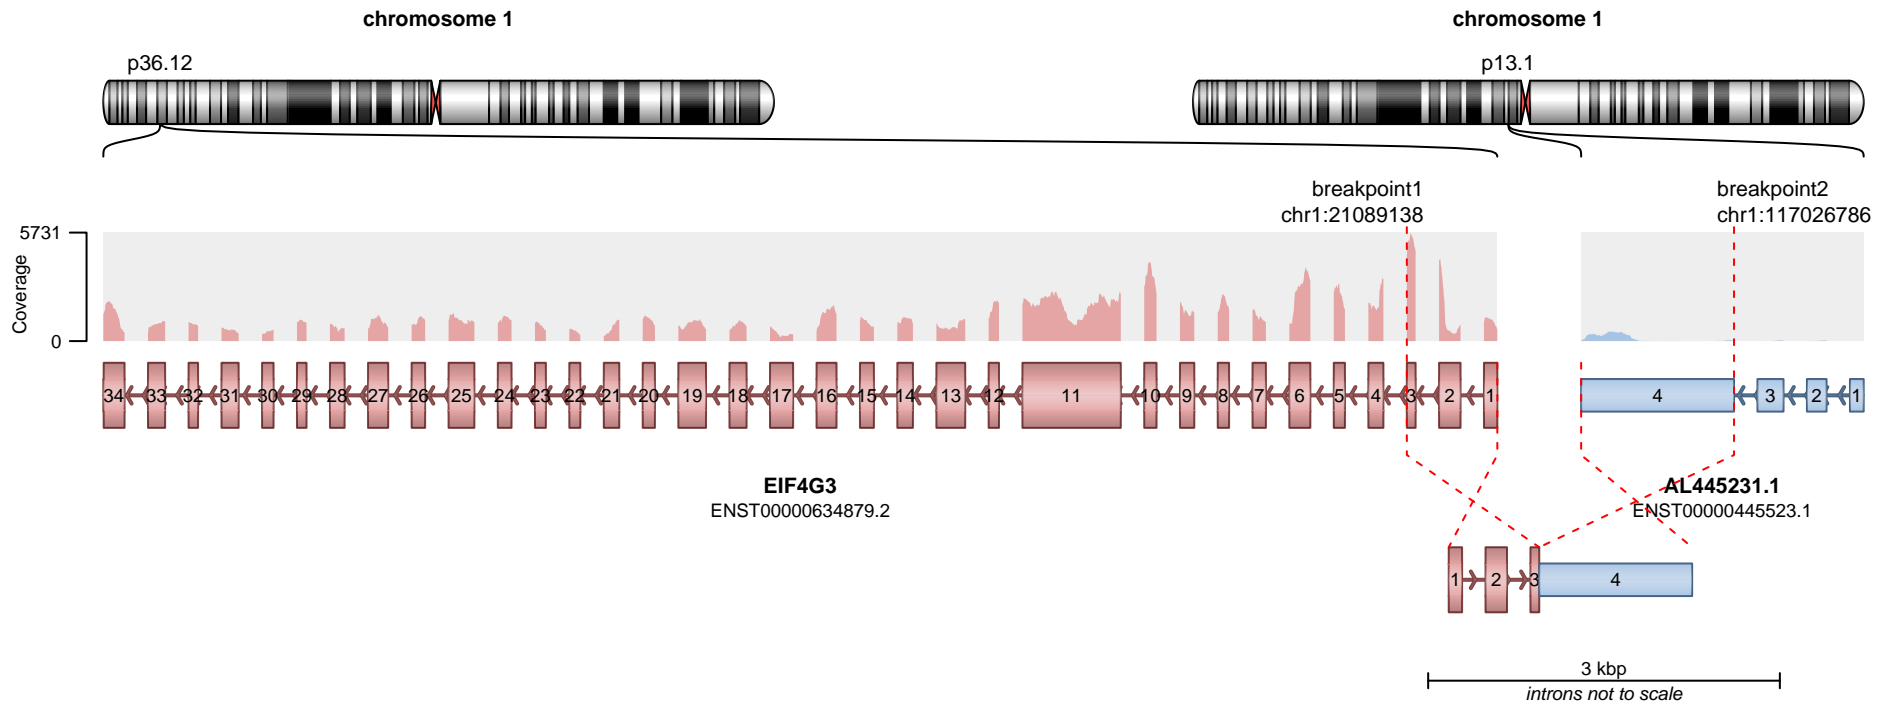 chromosome 1
chromosome 1
p36.12
p13.1
breakpoint1
chr1:21089138
breakpoint2
chr1:117026786
5731
0
Coverage
34 33 32 31 30 29 28 27 26 25 24 23 22 21 20 19 18 17 16 15 14 13 12 11 10 9 8 7 6 5 4 3 2 1
4 3 2 1
EIF4G3
ENST00000634879.2
AL445231.1
ENST00000445523.1
1 2 3 4
3 kbp
introns not to scale